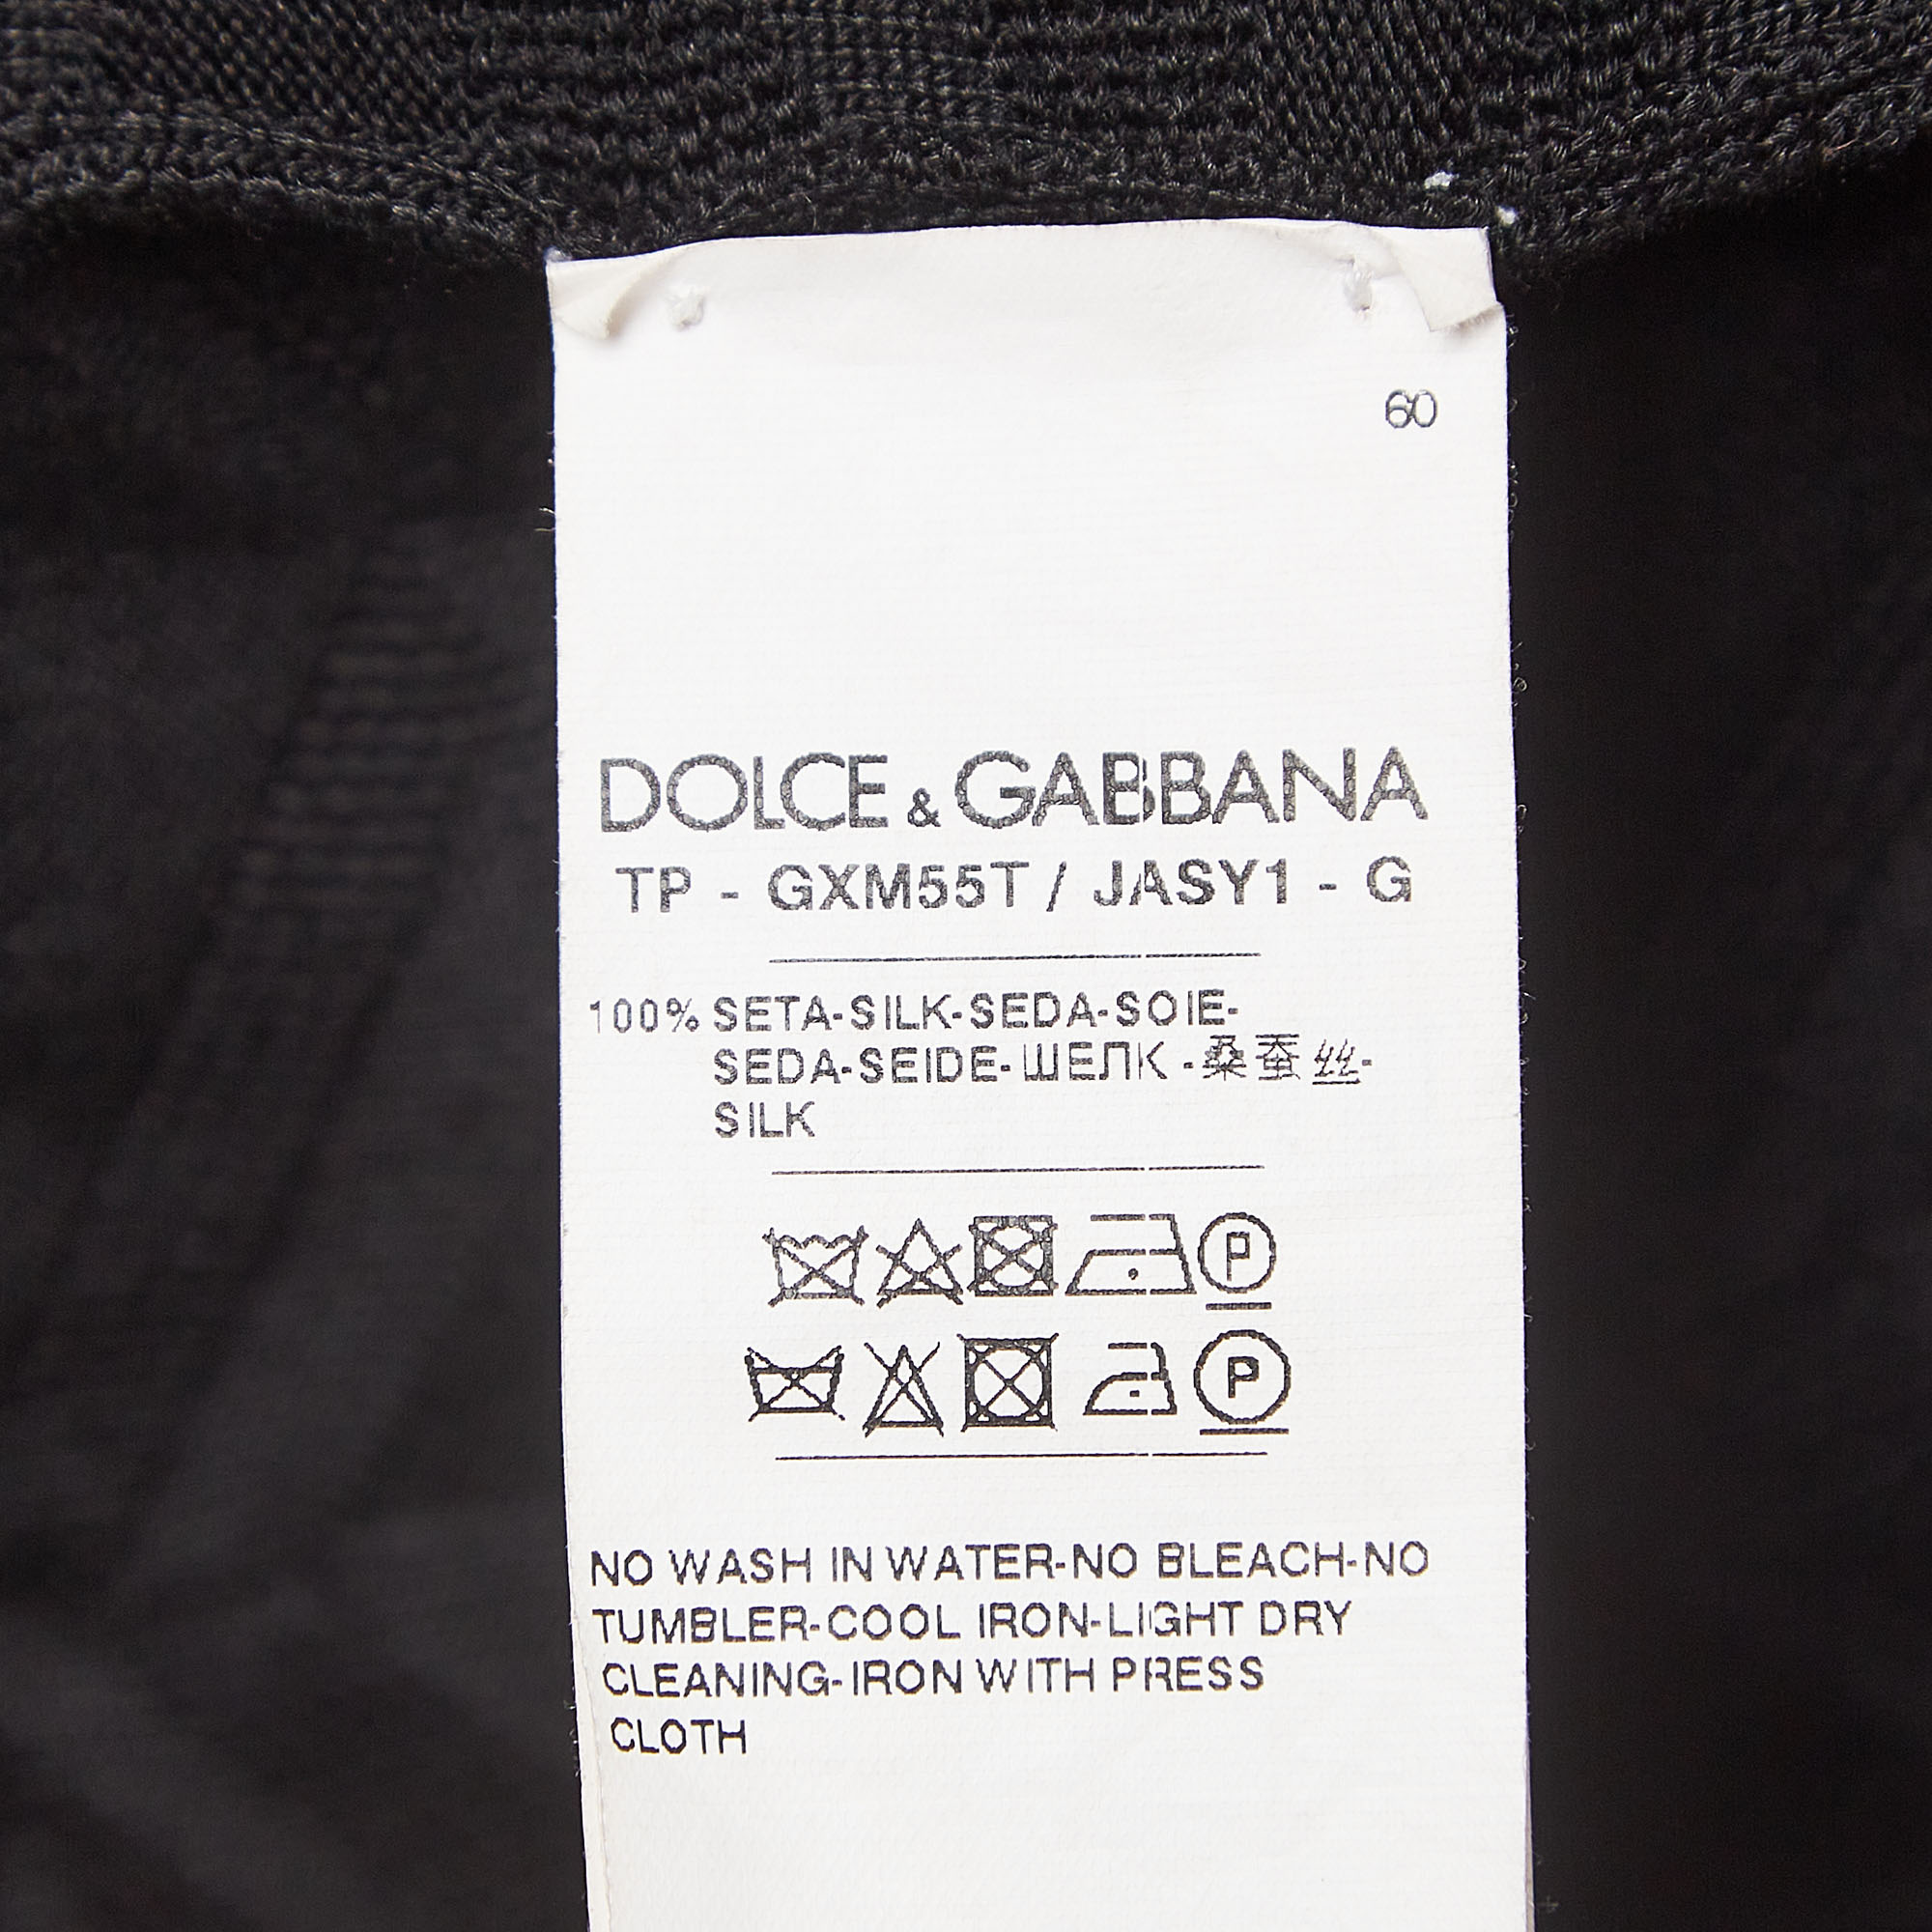 60
DOLCE & GABBANA
TP - GXM55T / JASY1 - G
100% SETA-SILK-SEDA-SOIE-
SEDA-SEIDE-ШЕЛК-桑蚕丝-
SILK
P
P
NO WASH IN WATER-NO BLEACH-NO
TUMBLER-COOL IRON-LIGHT DRY
CLEANING-IRON WITH PRESS
CLOTH